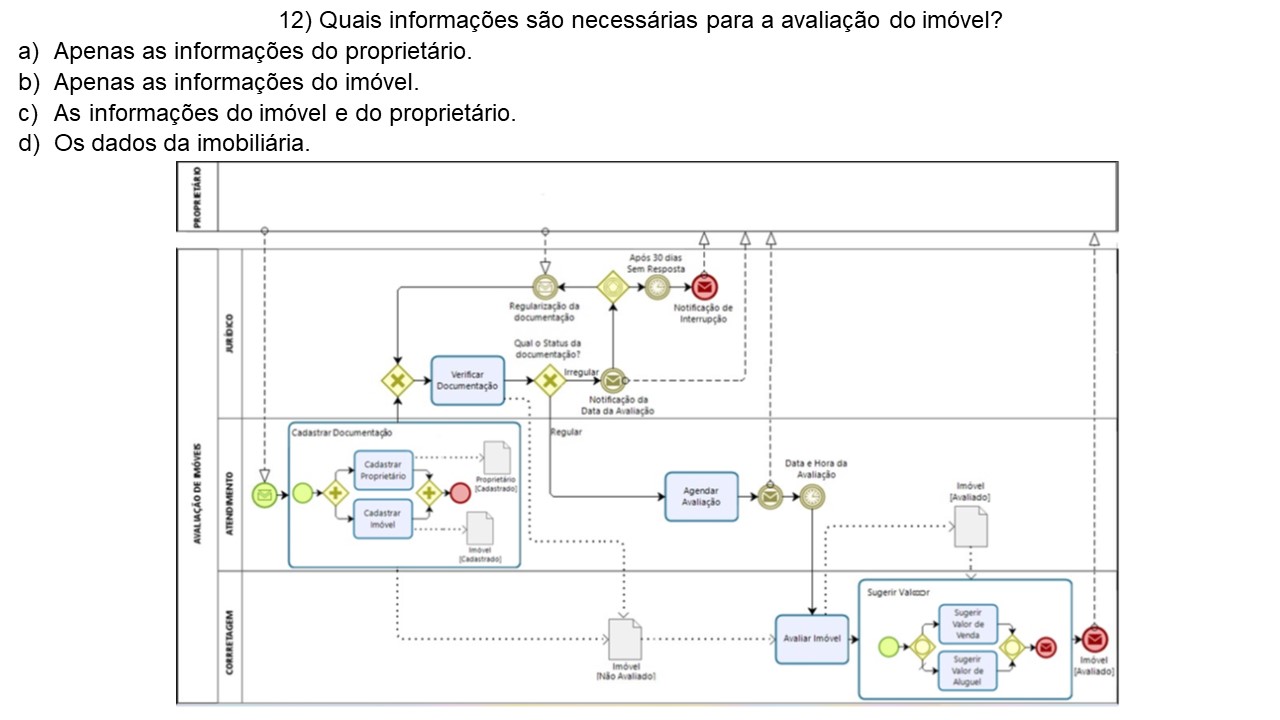 12) Quais informações são necessárias para a avaliação do imóvel?
a) Apenas as informações do proprietário.
b) Apenas as informações do imóvel.
c) As informações do imóvel e do proprietário.
d) Os dados da imobiliária.
PROPRIETÁRIO
AVALIAÇÃO DE IMÓVEIS
JURÍDICO
Após 30 dias
Sem Resposta
Regularização da
documentação
Notificação de
Interrupção
Qual o Status da
documentação?
Verificar
Documentação
Irregular
Notificação da
Data da Avaliação
Regular
ATENDIMENTO
Cadastrar Documentação
Cadastrar
Proprietário
Proprietário
[Cadastrado]
Cadastrar
Imóvel
Imóvel
[Cadastrado]
Agendar
Avaliação
Data e Hora da
Avaliação
Imóvel
[Avaliado]
CORRRETAGEM
Imóvel
[Não Avaliado]
Avaliar Imóvel
Sugerir
Sugerir
Valor de
Venda
Sugerir
Valor de
Aluguel
Imóvel
[Avaliado]